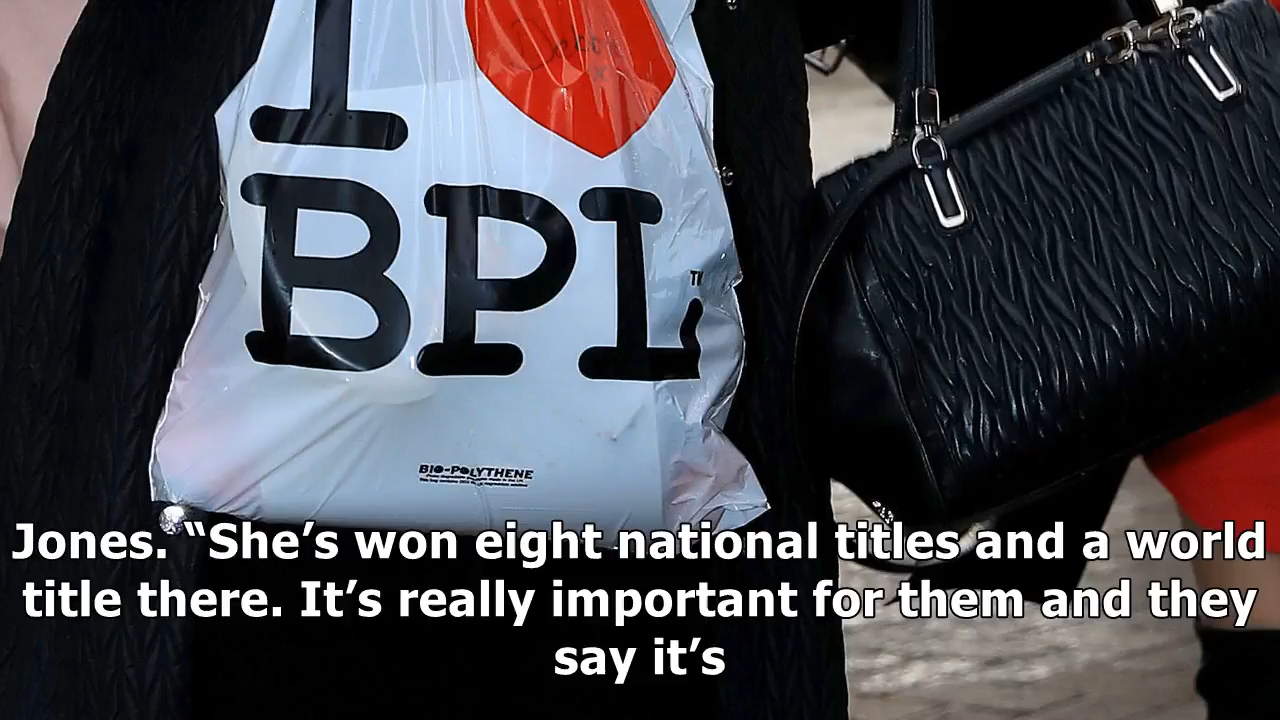 I
BPL
TM
BIO-POLYTHENE
Jones. “She’s won eight national titles and a world
title there. It’s really important for them and they
say it’s